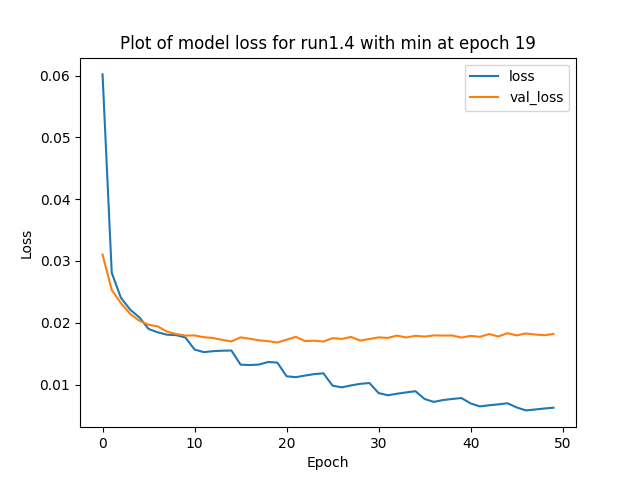 Plot of model loss for run1.4 with min at epoch 19
loss
val_loss
0.06
0.05
0.04
0.03
0.02
0.01
Loss
0
10
20
30
40
50
Epoch